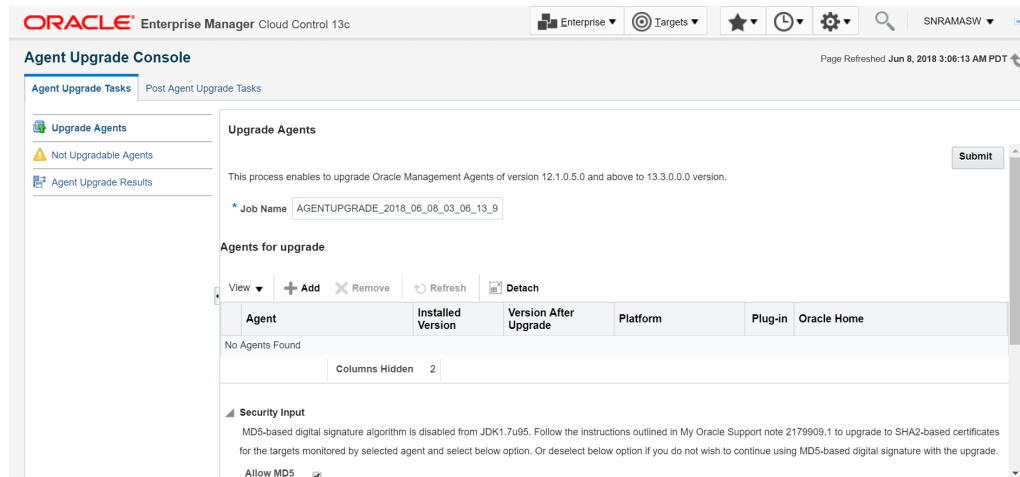 ORACLE® Enterprise Manager Cloud Control 13c
Enterprise Targets SNRAMASW
Agent Upgrade Console
Page Refreshed Jun 8, 2018 3:06:13 AM PDT
Agent Upgrade Tasks Post Agent Upgrade Tasks
Upgrade Agents
Not Upgradable Agents
Agent Upgrade Results
Upgrade Agents
Submit
This process enables to upgrade Oracle Management Agents of version 12.1.0.5.0 and above to 13.3.0.0.0 version.
* Job Name AGENTUPGRADE_2018_06_08_03_06_13_9
Agents for upgrade
View Add Remove Refresh Detach
Agent Installed Version Version After Upgrade Platform Plug-in Oracle Home
No Agents Found
Columns Hidden 2
Security Input
MD5-based digital signature algorithm is disabled from JDK1.7u95. Follow the instructions outlined in My Oracle Support note 2179909.1 to upgrade to SHA2-based certificates
for the targets monitored by selected agent and select below option. Or deselect below option if you do not wish to continue using MD5-based digital signature with the upgrade.
Allow MD5